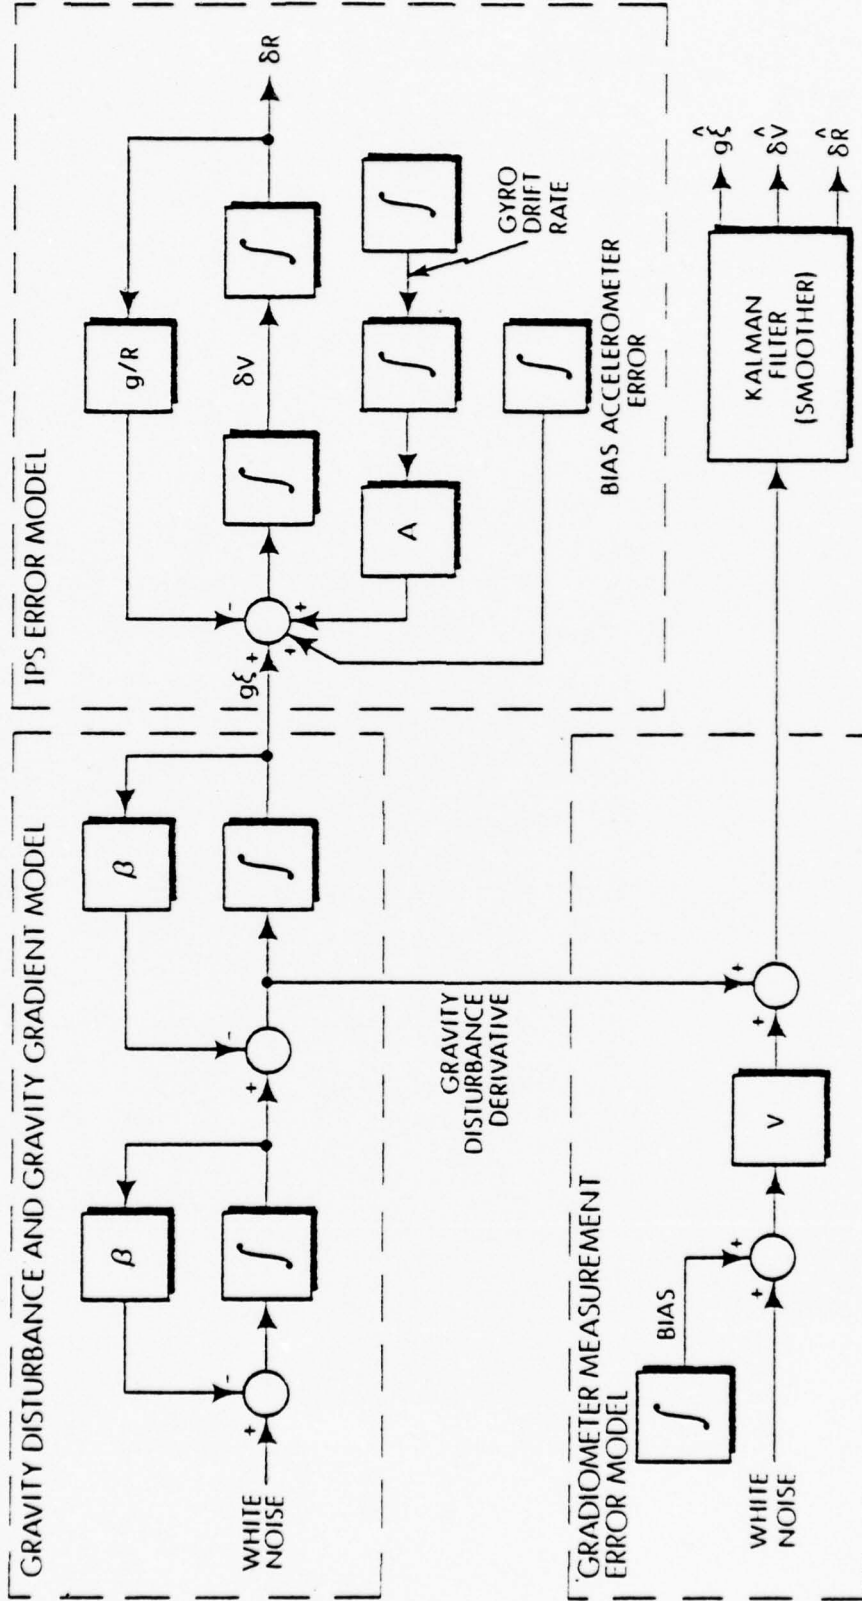 GRAVITY DISTURBANCE AND GRAVITY GRADIENT MODEL
β
β
∫
∫
WHITE
NOISE
+
-
+
-
gξ
IPS ERROR MODEL
g/R
δV
δR
∫
∫
-
+
+
+
A
∫
∫
GYRO
DRIFT
RATE
∫
BIAS ACCELEROMETER
ERROR
GRAVITY
DISTURBANCE
DERIVATIVE
GRADIOMETER MEASUREMENT
ERROR MODEL
∫
BIAS
WHITE
NOISE
+
+
V
+
+
KALMAN
FILTER
(SMOOTHER)
gξ̂
δV̂
δR̂